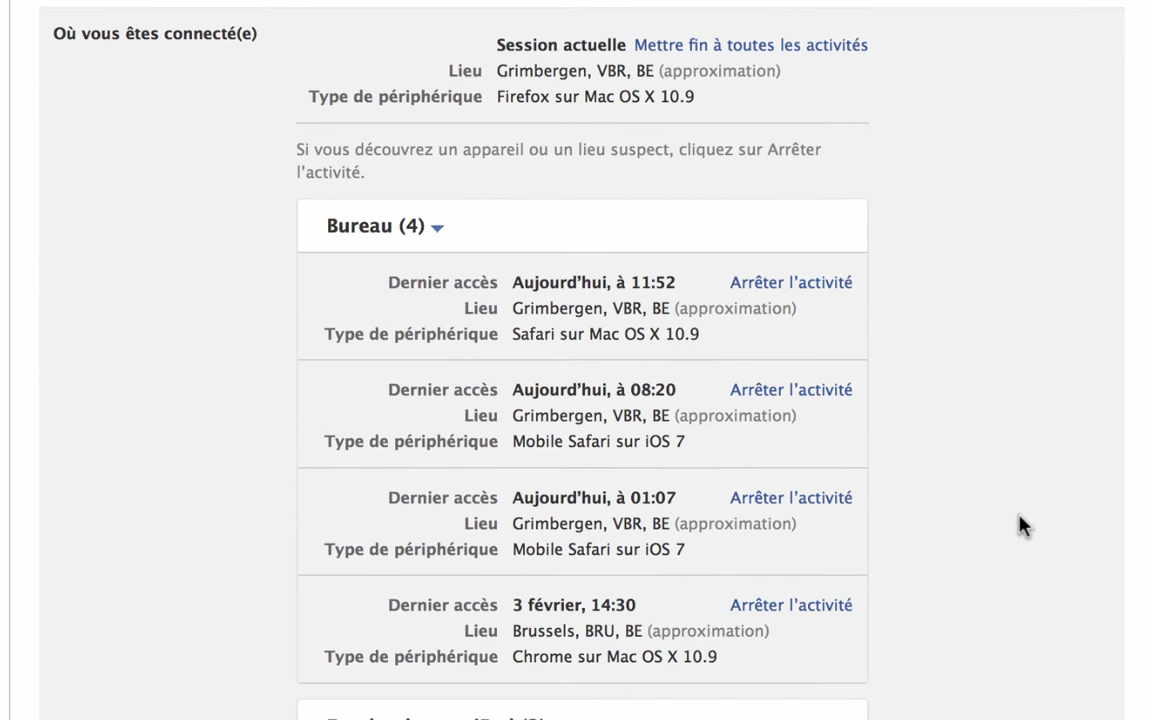 Où vous êtes connecté(e)
Session actuelle Mettre fin à toutes les activités
Lieu Grimbergen, VBR, BE (approximation)
Type de périphérique Firefox sur Mac OS X 10.9
Si vous découvrez un appareil ou un lieu suspect, cliquez sur Arrêter
l’activité.
Bureau (4)
Dernier accès Aujourd’hui, à 11:52 Arrêter l’activité
Lieu Grimbergen, VBR, BE (approximation)
Type de périphérique Safari sur Mac OS X 10.9
Dernier accès Aujourd’hui, à 08:20 Arrêter l’activité
Lieu Grimbergen, VBR, BE (approximation)
Type de périphérique Mobile Safari sur iOS 7
Dernier accès Aujourd’hui, à 01:07 Arrêter l’activité
Lieu Grimbergen, VBR, BE (approximation)
Type de périphérique Mobile Safari sur iOS 7
Dernier accès 3 février, 14:30 Arrêter l’activité
Lieu Brussels, BRU, BE (approximation)
Type de périphérique Chrome sur Mac OS X 10.9